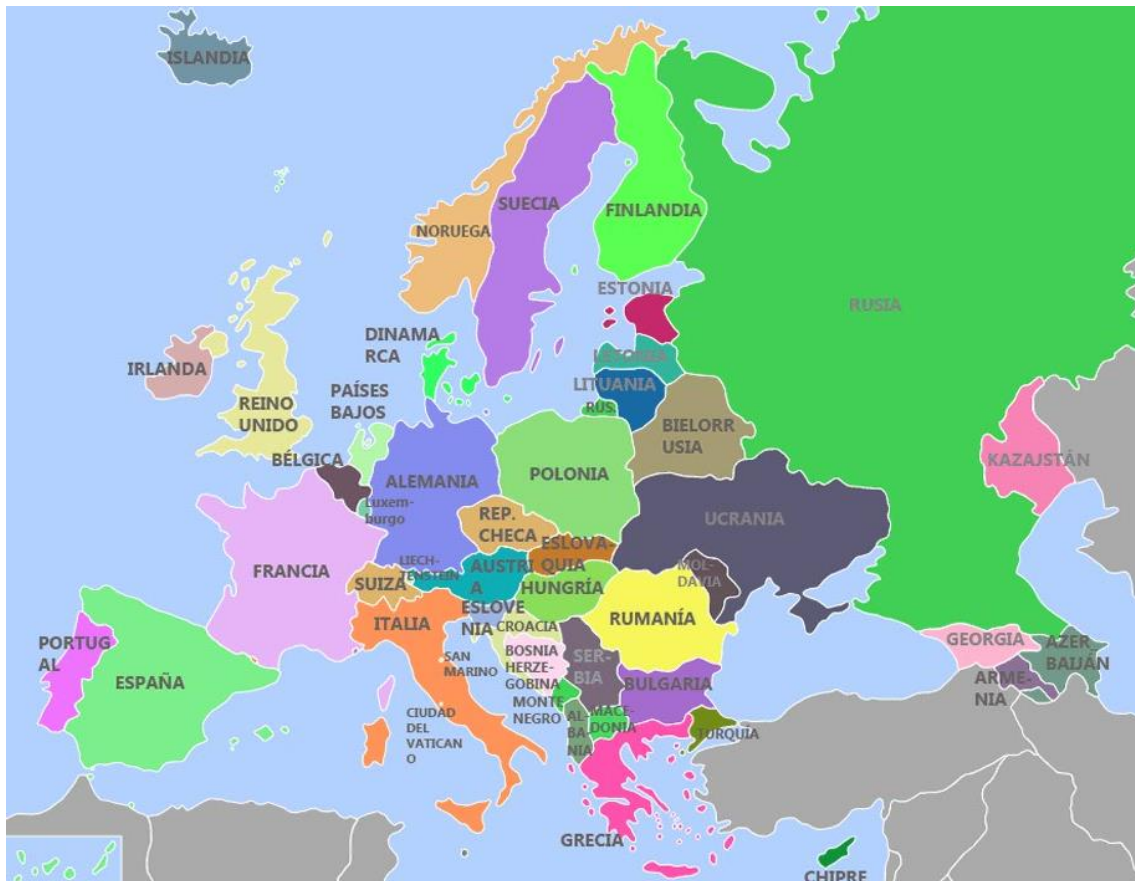 ISLANDIA
SUECIA
FINLANDIA
NORUEGA
ESTONIA
RUSIA
DINAMA
RCA
LETONIA
IRLANDA
LITUANIA
PAÍSES
BAJOS
REINO
UNIDO
RUS.
BIELORR
USIA
BÉLGICA
KAZAJSTÁN
ALEMANIA
POLONIA
Luxem-
burgo
REP.
CHECA
UCRANIA
ESLOVA-
QUIA
LIECH-
TENSTEIN
AUSTRI
A
MOL-
DAVIA
FRANCIA
SUIZA
HUNGRÍA
ESLOVE
NIA
RUMANÍA
ITALIA
CROACIA
PORTUG
AL
GEORGIA
AZER
BAIJÁN
SAN
MARINO
BOSNIA
HERZE-
GOBINA
SER-
BIA
ESPAÑA
BULGARIA
ARME-
NIA
MONTE
NEGRO
CIUDAD
DEL
VATICAN
O
AL-
BA-
NIA
MACE-
DONIA
TURQUÍA
GRECIA
CHIPRE